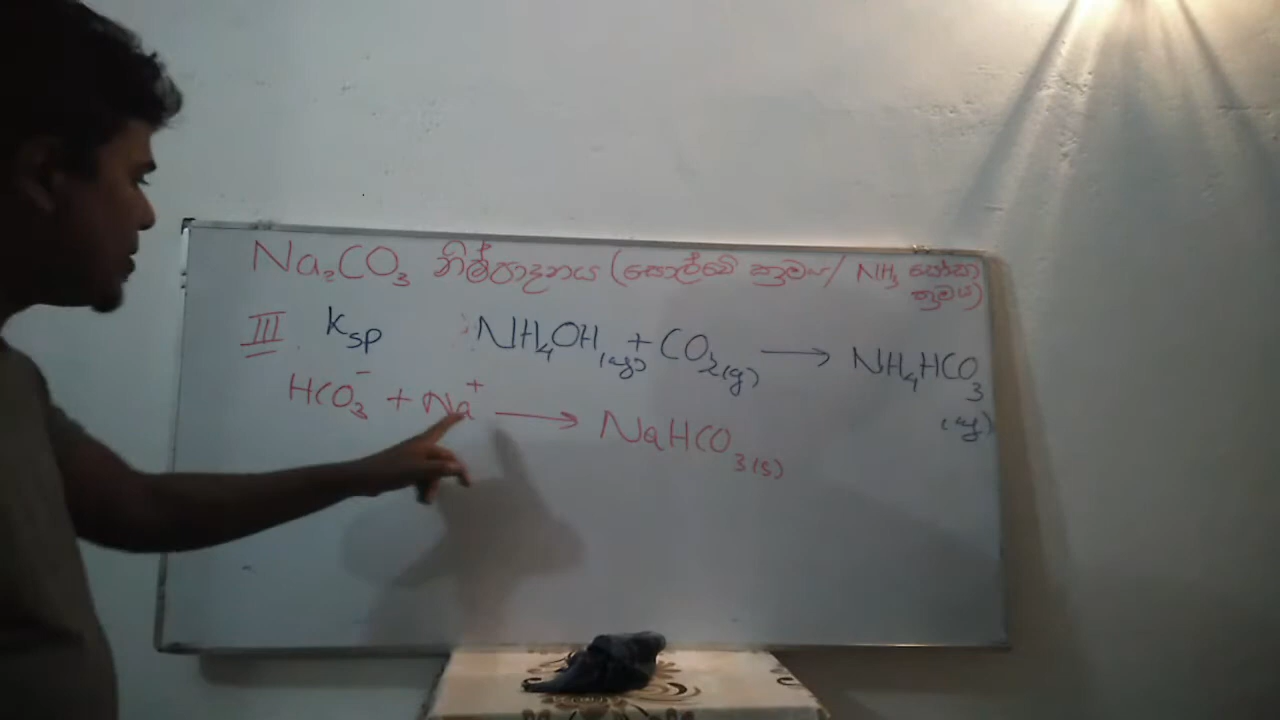 Na₂CO₃ නිෂ්පාදනය (සොල්වේ ක්‍රමය / NH₃ සෝඩා
ක්‍රමය)
III Ksp NH₄OH(aq) + CO₂(g) → NH₄HCO₃
(aq)
HCO₃⁻ + Na⁺ → NaHCO₃(s)